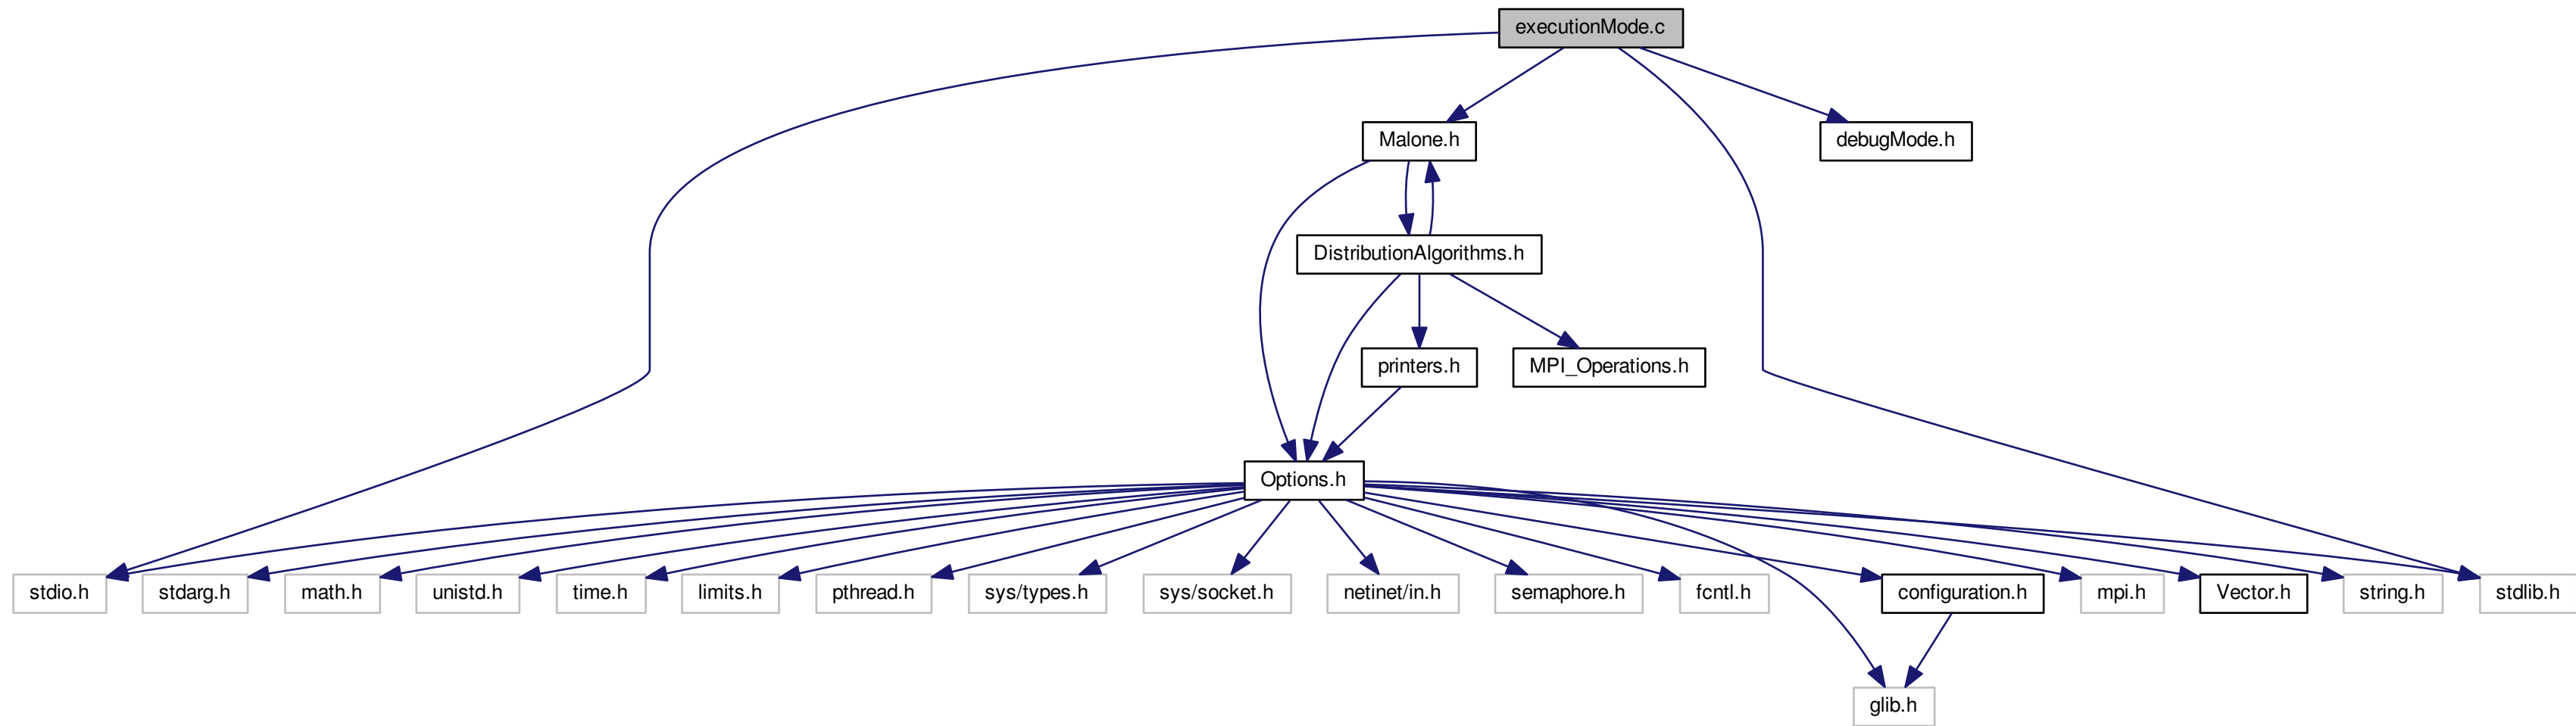 executionMode.c
Malone.h
debugMode.h
DistributionAlgorithms.h
printers.h
MPI_Operations.h
Options.h
stdio.h
stdarg.h
math.h
unistd.h
time.h
limits.h
pthread.h
sys/types.h
sys/socket.h
netinet/in.h
semaphore.h
fcntl.h
configuration.h
mpi.h
Vector.h
string.h
stdlib.h
glib.h